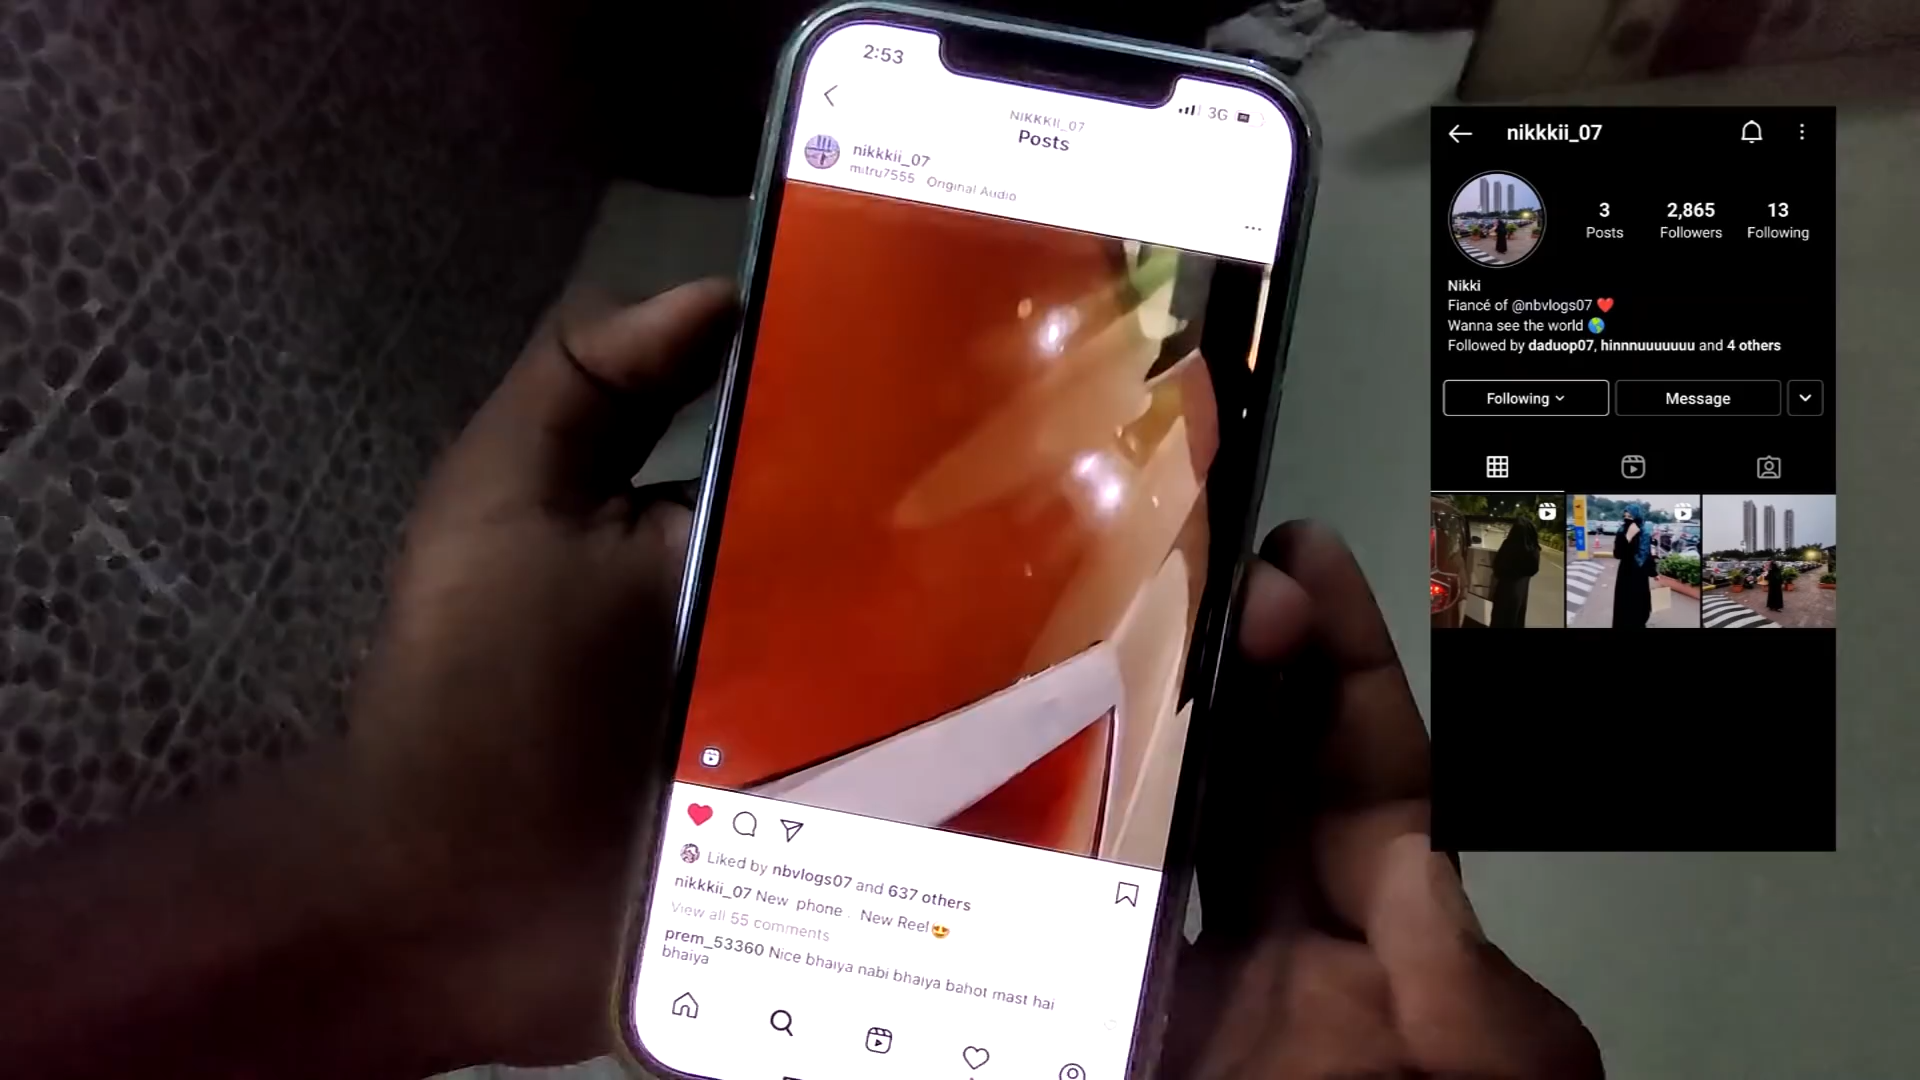 2:53
3G
NIKKKII_07
Posts
nikkkii_07
mitru7555 Original Audio
Liked by nbvlogs07 and 637 others
nikkkii_07 New phone . New Reel😍
View all 55 comments
prem_53360 Nice bhaiya nabi bhaiya bahot mast hai
bhaiya
nikkkii_07
3
2,865
13
Posts
Followers
Following
Nikki
Fiancé of @nbvlogs07 ❤️
Wanna see the world 🌎
Followed by daduop07, hinnnuuuuuuu and 4 others
Following
Message